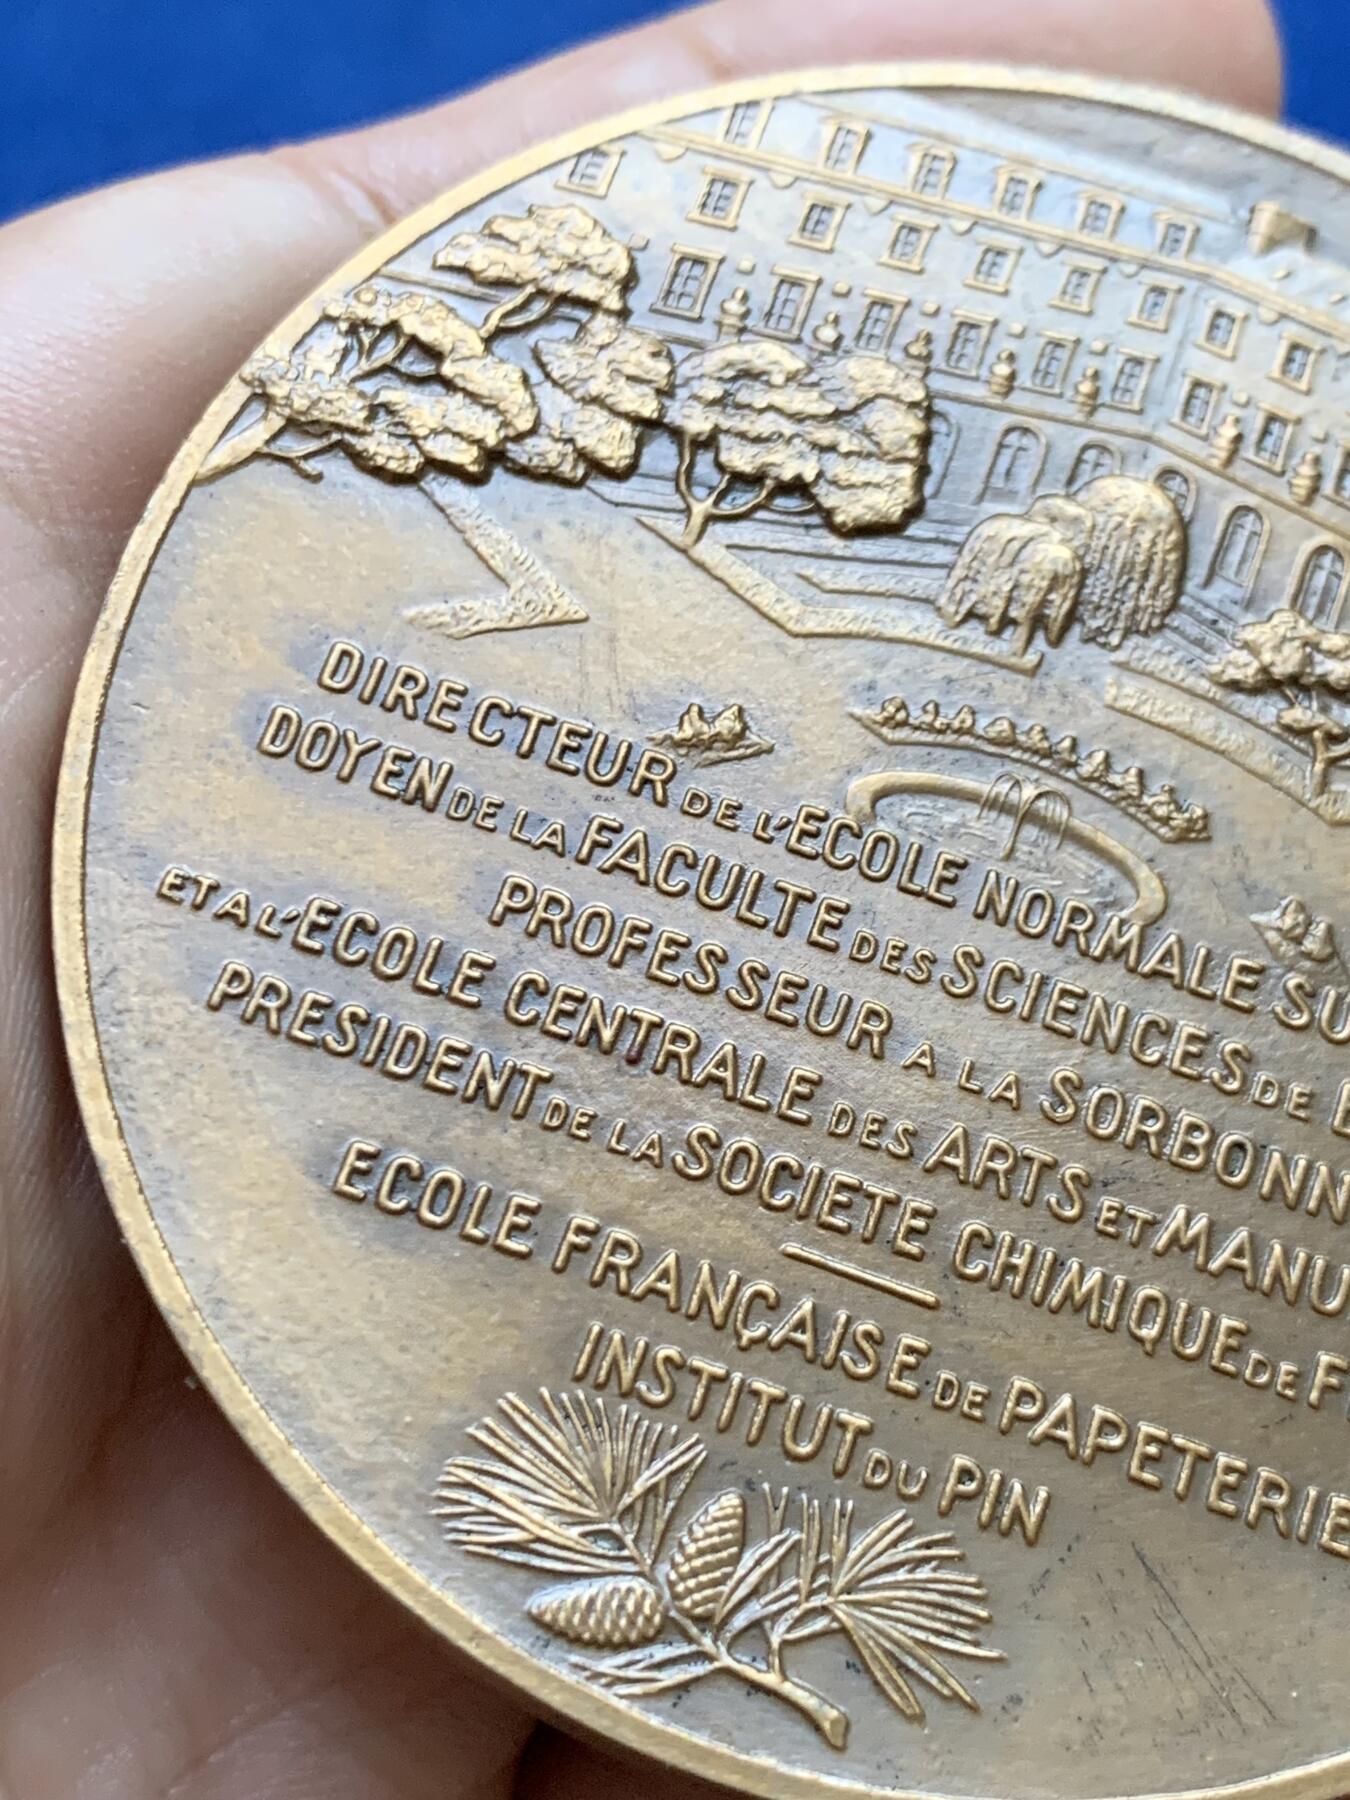 DIRECTEUR DE L'ECOLE NORMALE SU
DOYEN DE LA FACULTE DES SCIENCES DE
PROFESSEUR A LA SORBONN
ET A L'ECOLE CENTRALE DES ARTS ET MANU
PRESIDENT DE LA SOCIETE CHIMIQUE DE F
ECOLE FRANÇAISE DE PAPETERIE
INSTITUT DU PIN